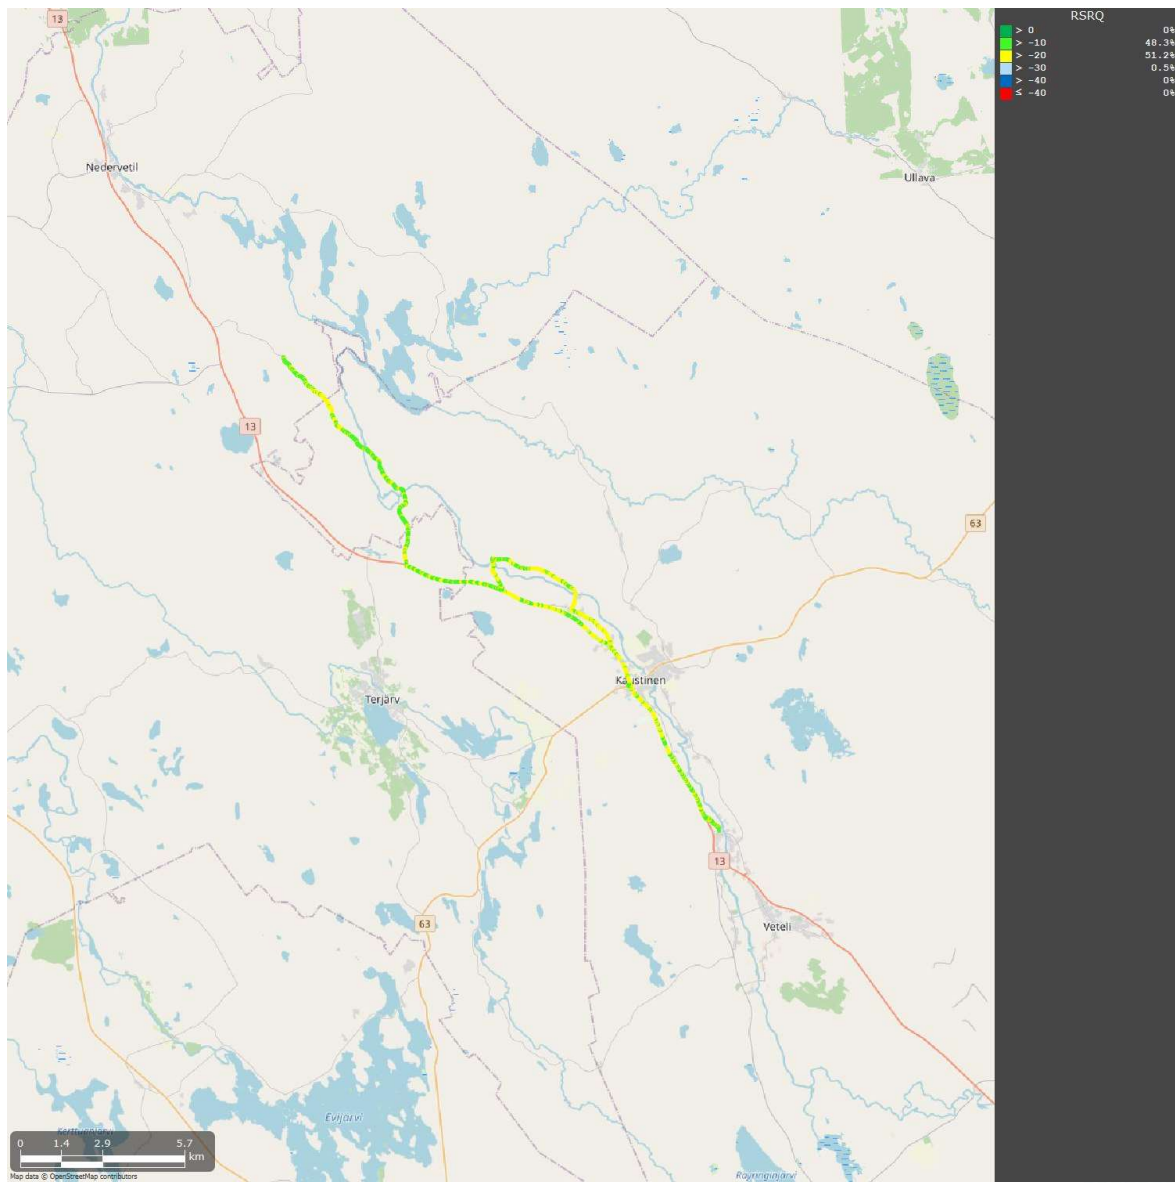 RSRQ
> 0 0%
> -10 48.3%
> -20 51.2%
> -30 0.5%
> -40 0%
≤ -40 0%
13
Nedervetil
Ullava
13
63
Kaustinen
Terjärv
13
63
Veteli
Evijärvi
Kerttuanjärvi
Räyringinjärvi
0 1.4 2.9 5.7
km
Map data © OpenStreetMap contributors